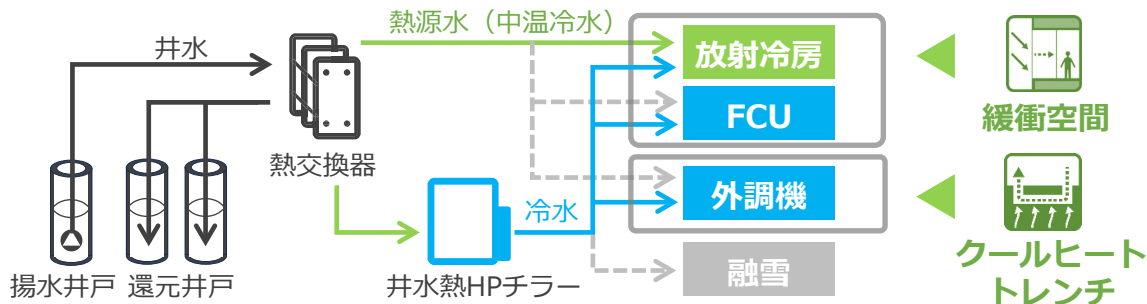 熱源水（中温冷水）
井水
放射冷房
FCU
緩衝空間
熱交換器
外調機
冷水
クールヒート
トレンチ
融雪
揚水井戸 還元井戸
井水熱HPチラー